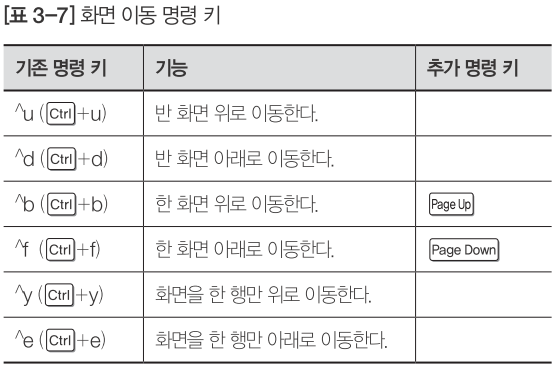 [표 3-7] 화면 이동 명령 키
기존 명령 키 기능 추가 명령 키
^u (Ctrl+u) 반 화면 위로 이동한다.
^d (Ctrl+d) 반 화면 아래로 이동한다.
^b (Ctrl+b) 한 화면 위로 이동한다. Page Up
^f (Ctrl+f) 한 화면 아래로 이동한다. Page Down
^y (Ctrl+y) 화면을 한 행만 위로 이동한다.
^e (Ctrl+e) 화면을 한 행만 아래로 이동한다.